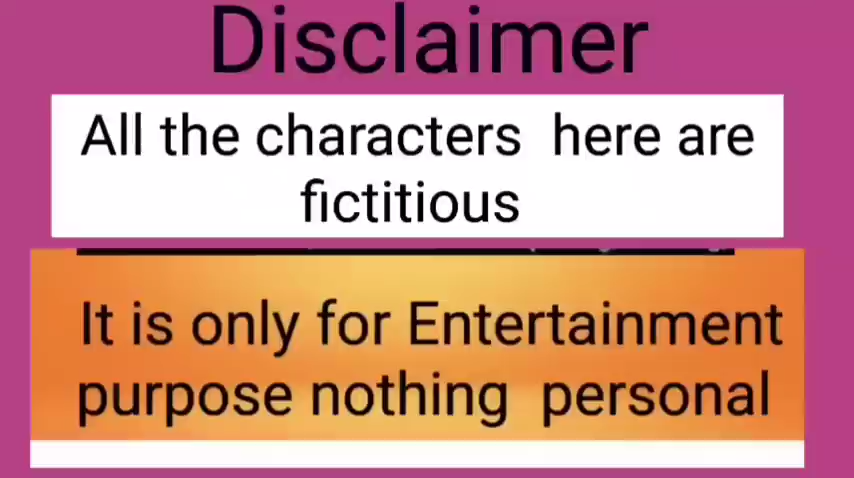 Disclaimer
All the characters here are
fictitious
It is only for Entertainment
purpose nothing personal